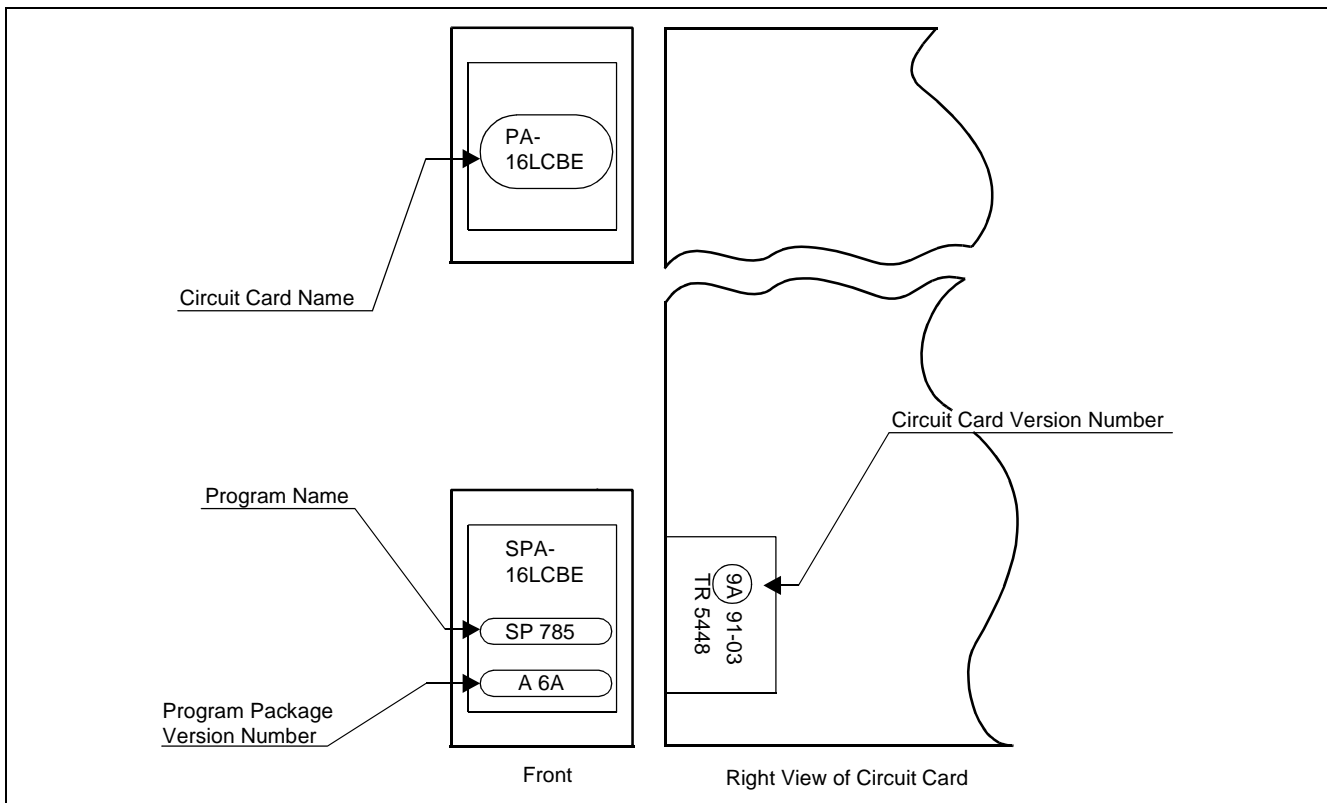 PA-
16LCBE
Circuit Card Name
Circuit Card Version Number
Program Name
SPA-
16LCBE
SP 785
A 6A
9A 91-03
TR 5448
Program Package
Version Number
Front
Right View of Circuit Card